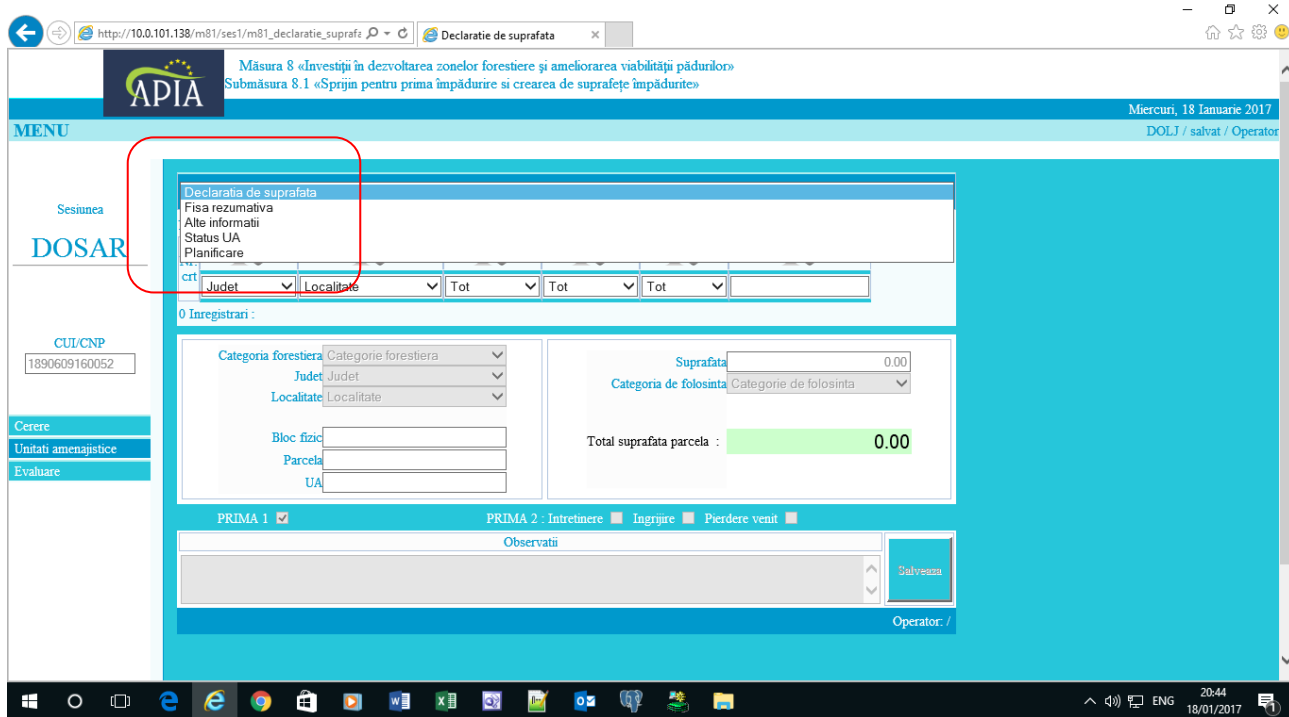 http://10.0.101.138/m81/ses1/m81_declaratie_suprafa
Declaratie de suprafata
APIA
Măsura 8 «Investiţii în dezvoltarea zonelor forestiere şi ameliorarea viabilităţii pădurilor»
Submăsura 8.1 «Sprijin pentru prima împădurire si crearea de suprafețe împădurite»
Miercuri, 18 Ianuarie 2017
MENU
DOLJ / salvat / Operator
Declaratia de suprafata
Fisa rezumativa
Alte informatii
Status UA
Planificare
Sesiunea
DOSAR
crt
Judet Localitate Tot Tot Tot
0 Inregistrari :
CUI/CNP
1890609160052
Categoria forestiera Categorie forestiera
Judet Judet
Localitate Localitate
Bloc fizic
Parcela
UA
Suprafata 0.00
Categoria de folosinta Categorie de folosinta
Total suprafata parcela : 0.00
Cerere
Unitati amenajistice
Evaluare
PRIMA 1 PRIMA 2 : Intretinere Ingrijire Pierdere venit
Observatii
Salveaza
Operator: /
ENG
20:44
18/01/2017